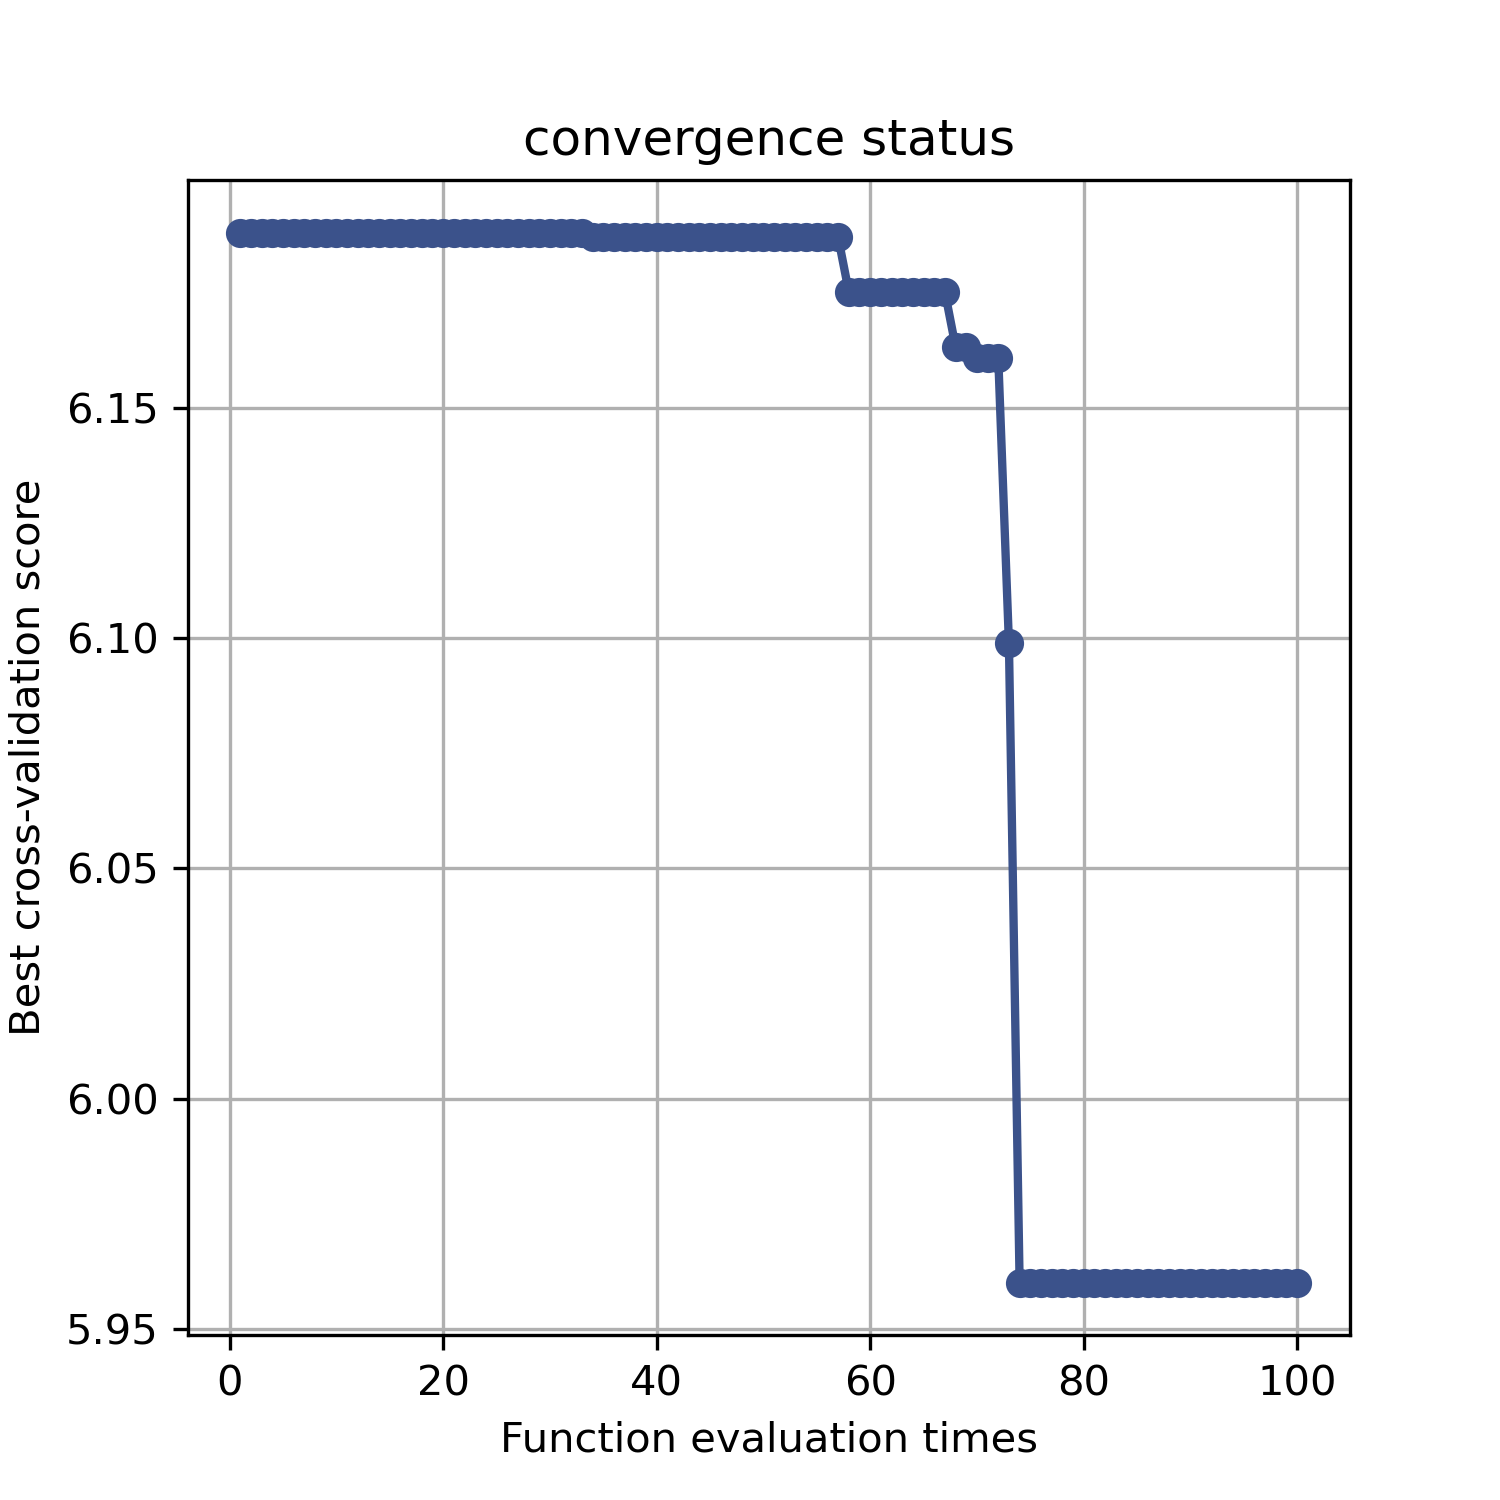 convergence status
Best cross-validation score
6.15
6.10
6.05
6.00
5.95
0 20 40 60 80 100
Function evaluation times